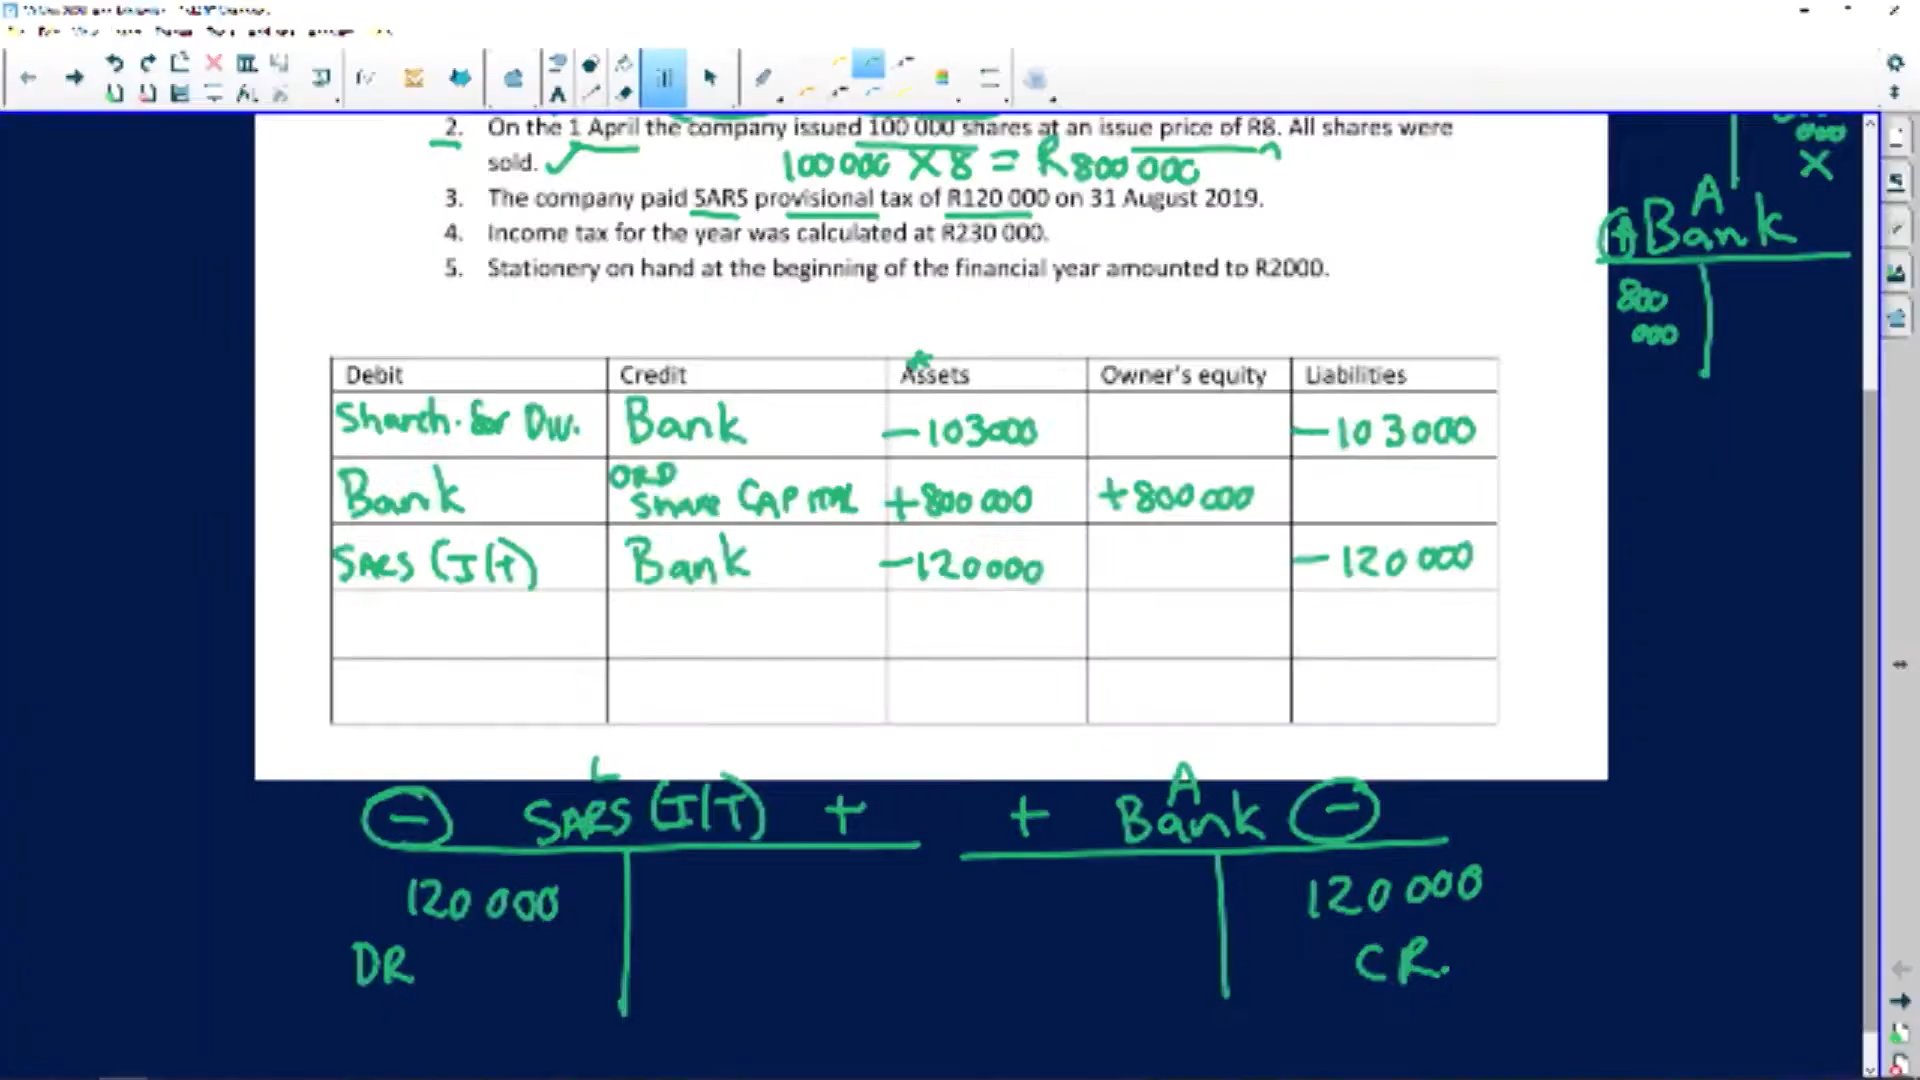 2. On the 1 April the company issued 100 000 shares at an issue price of R8. All shares were
sold. 100 000 X 8 = R800 000
3. The company paid SARS provisional tax of R120 000 on 31 August 2019.
4. Income tax for the year was calculated at R230 000.
5. Stationery on hand at the beginning of the financial year amounted to R2000.
000
X
A
+ Bank
800
000
Debit Credit Assets Owner's equity Liabilities
Shareh. for Div. Bank -103000 -103000
Bank ORD Share CAPITAL +800 000 +800 000
SARS (I/T) Bank -120000 -120 000
L
- SARS (I/T) +
120 000
DR
A
+ Bank -
120 000
CR.